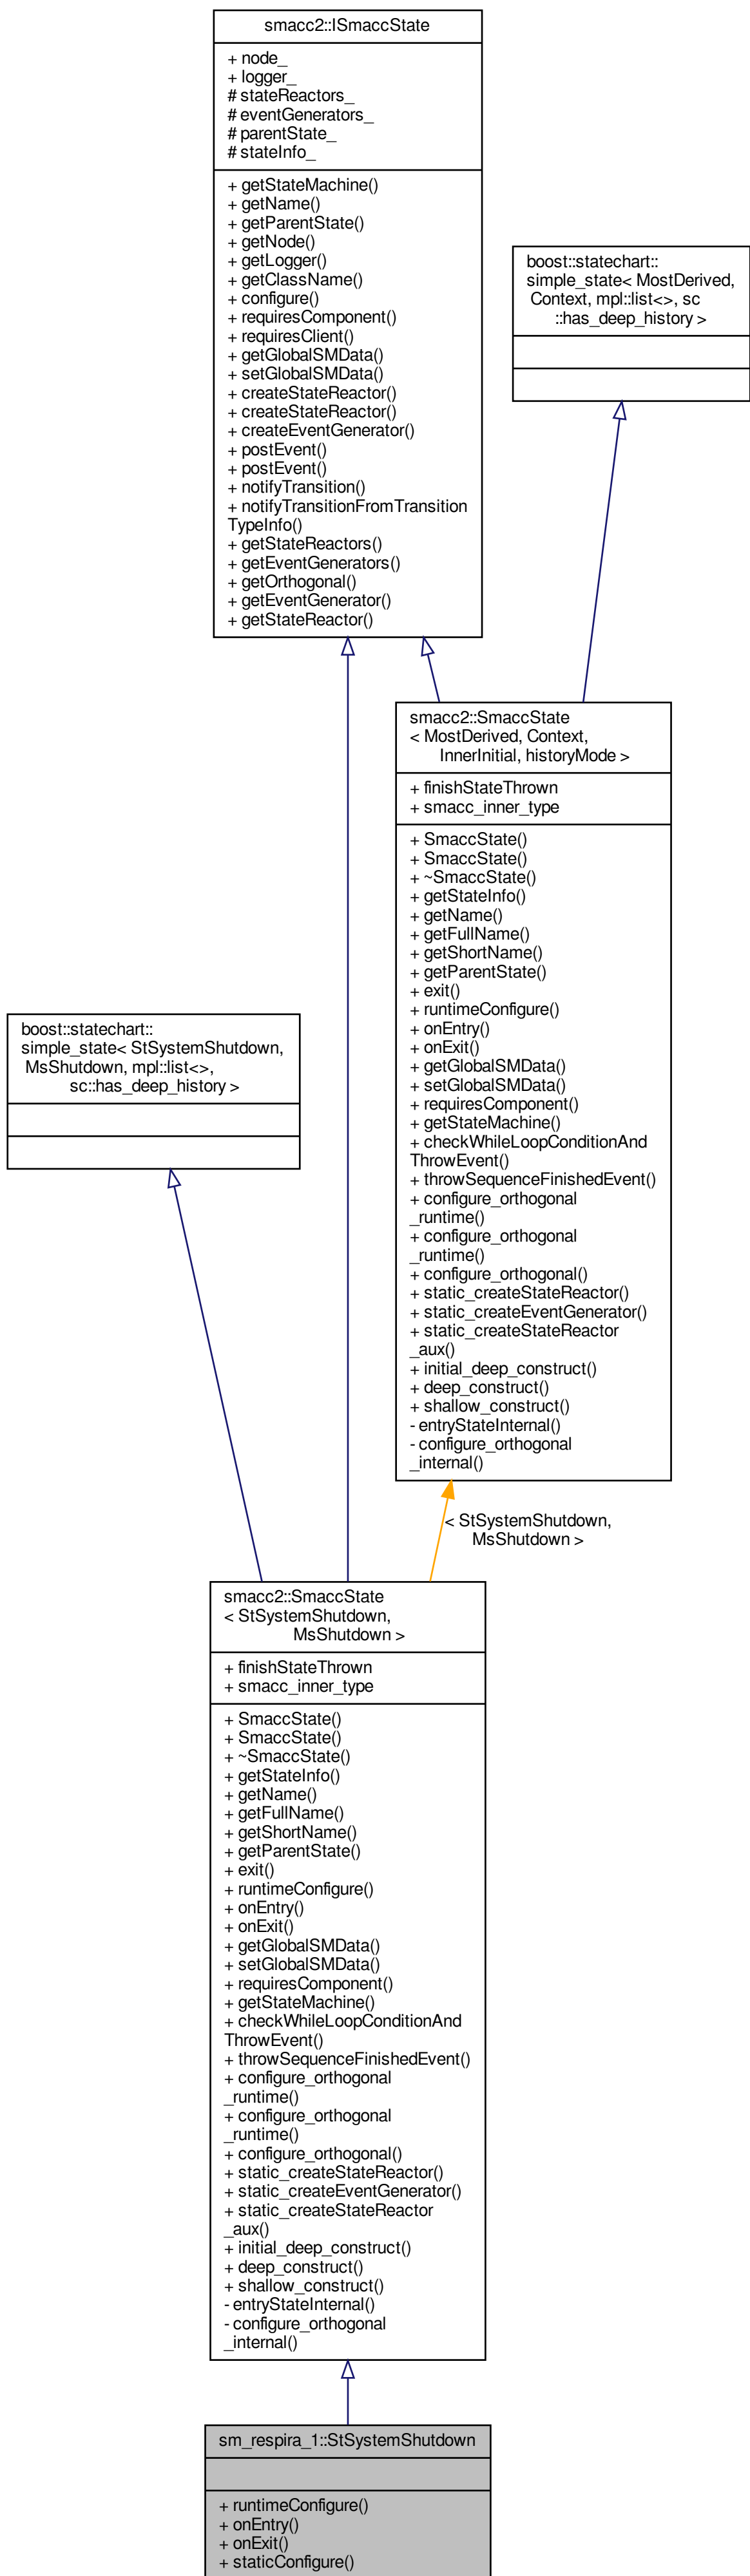 smacc2::ISmaccState
+ node_
+ logger_
# stateReactors_
# eventGenerators_
# parentState_
# stateInfo_
+ getStateMachine()
+ getName()
+ getParentState()
+ getNode()
+ getLogger()
+ getClassName()
+ configure()
+ requiresComponent()
+ requiresClient()
+ getGlobalSMData()
+ setGlobalSMData()
+ createStateReactor()
+ createStateReactor()
+ createEventGenerator()
+ postEvent()
+ postEvent()
+ notifyTransition()
+ notifyTransitionFromTransition
TypeInfo()
+ getStateReactors()
+ getEventGenerators()
+ getOrthogonal()
+ getEventGenerator()
+ getStateReactor()
boost::statechart::
simple_state< MostDerived,
Context, mpl::list<>, sc
::has_deep_history >
smacc2::SmaccState
< MostDerived, Context,
InnerInitial, historyMode >
+ finishStateThrown
+ smacc_inner_type
+ SmaccState()
+ SmaccState()
+ ~SmaccState()
+ getStateInfo()
+ getName()
+ getFullName()
+ getShortName()
+ getParentState()
+ exit()
+ runtimeConfigure()
+ onEntry()
+ onExit()
+ getGlobalSMData()
+ setGlobalSMData()
+ requiresComponent()
+ getStateMachine()
+ checkWhileLoopConditionAnd
ThrowEvent()
+ throwSequenceFinishedEvent()
+ configure_orthogonal
_runtime()
+ configure_orthogonal
_runtime()
+ configure_orthogonal()
+ static_createStateReactor()
+ static_createEventGenerator()
+ static_createStateReactor
_aux()
+ initial_deep_construct()
+ deep_construct()
+ shallow_construct()
- entryStateInternal()
- configure_orthogonal
_internal()
boost::statechart::
simple_state< StSystemShutdown,
MsShutdown, mpl::list<>,
sc::has_deep_history >
< StSystemShutdown,
MsShutdown >
smacc2::SmaccState
< StSystemShutdown,
MsShutdown >
+ finishStateThrown
+ smacc_inner_type
+ SmaccState()
+ SmaccState()
+ ~SmaccState()
+ getStateInfo()
+ getName()
+ getFullName()
+ getShortName()
+ getParentState()
+ exit()
+ runtimeConfigure()
+ onEntry()
+ onExit()
+ getGlobalSMData()
+ setGlobalSMData()
+ requiresComponent()
+ getStateMachine()
+ checkWhileLoopConditionAnd
ThrowEvent()
+ throwSequenceFinishedEvent()
+ configure_orthogonal
_runtime()
+ configure_orthogonal
_runtime()
+ configure_orthogonal()
+ static_createStateReactor()
+ static_createEventGenerator()
+ static_createStateReactor
_aux()
+ initial_deep_construct()
+ deep_construct()
+ shallow_construct()
- entryStateInternal()
- configure_orthogonal
_internal()
sm_respira_1::StSystemShutdown
+ runtimeConfigure()
+ onEntry()
+ onExit()
+ staticConfigure()